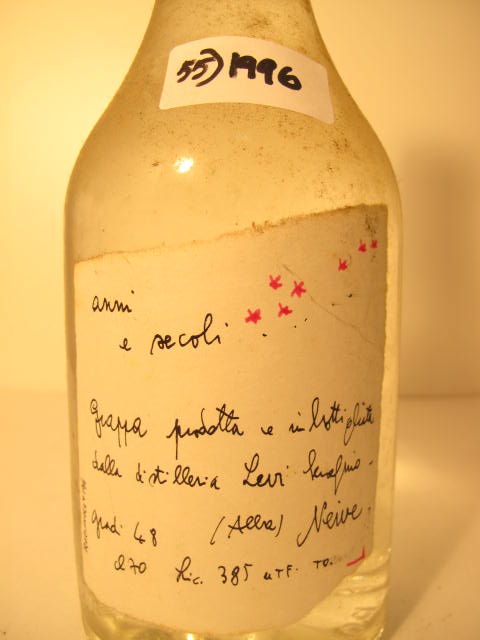 55) 1996
anni
e secoli
Grappa prodotta e imbottigliata
dalla distilleria Levi Serafino.
gradi 48 (Alba) Neive.
cl 70 Lic. 385 UTF. TO.